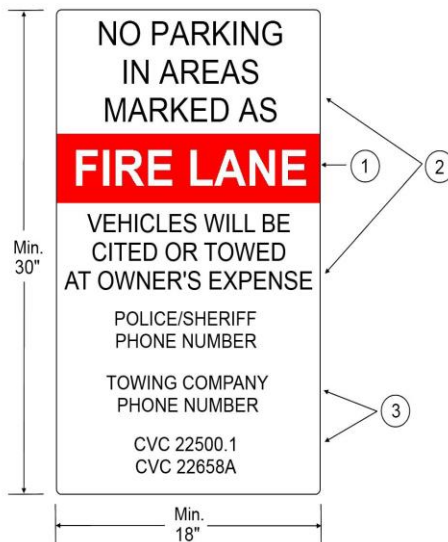 NO PARKING
IN AREAS
MARKED AS
FIRE LANE
1
2
VEHICLES WILL BE
CITED OR TOWED
AT OWNER'S EXPENSE
Min.
30"
POLICE/SHERIFF
PHONE NUMBER
TOWING COMPANY
PHONE NUMBER
3
CVC 22500.1
CVC 22658A
Min.
18"